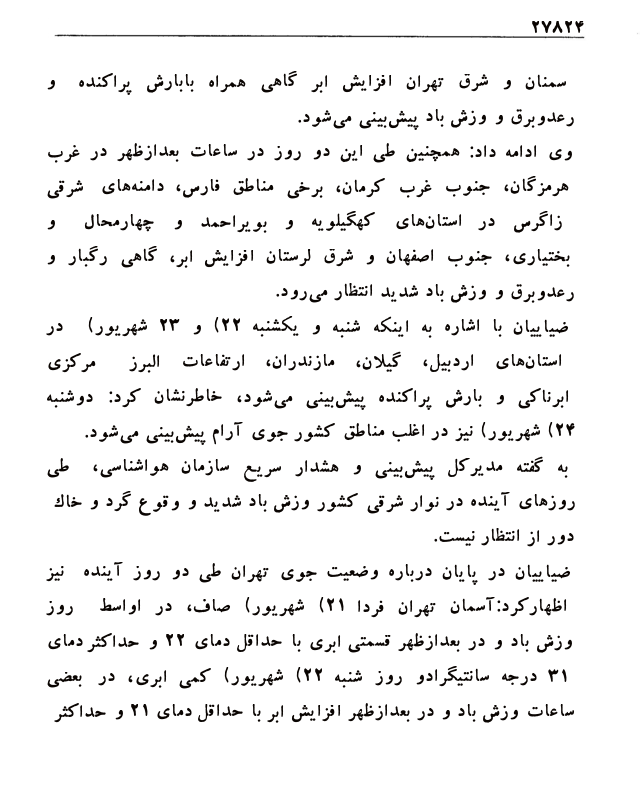 ۲۷۸۲۴
سمنان و شرق تهران افزایش ابر گاهی همراه بابارش پراکنده و
رعدوبرق و وزش باد پیش‌بینی می‌شود.
وی ادامه داد: همچنین طی این دو روز در ساعات بعدازظهر در غرب
هرمزگان، جنوب غرب کرمان، برخی مناطق فارس، دامنه‌های شرقی
زاگرس در استان‌های کهگیلویه و بویراحمد و چهارمحال و
بختیاری، جنوب اصفهان و شرق لرستان افزایش ابر، گاهی رگبار و
رعدوبرق و وزش باد شدید انتظار می‌رود.
ضیاییان با اشاره به اینکه شنبه و یکشنبه ۲۲) و ۲۳ شهریور) در
استان‌های اردبیل، گیلان، مازندران، ارتفاعات البرز مرکزی
ابرناکی و بارش پراکنده پیش‌بینی می‌شود، خاطرنشان کرد: دوشنبه
۲۴) شهریور) نیز در اغلب مناطق کشور جوی آرام پیش‌بینی می‌شود.
به گفته مدیرکل پیش‌بینی و هشدار سریع سازمان هواشناسی، طی
روزهای آینده در نوار شرقی کشور وزش باد شدید و وقوع گرد و خاک
دور از انتظار نیست.
ضیاییان در پایان درباره وضعیت جوی تهران طی دو روز آینده نیز
اظهارکرد:آسمان تهران فردا ۲۱) شهریور) صاف، در اواسط روز
وزش باد و در بعدازظهر قسمتی ابری با حداقل دمای ۲۲ و حداکثر دمای
۳۱ درجه سانتیگرادو روز شنبه ۲۲) شهریور) کمی ابری، در بعضی
ساعات وزش باد و در بعدازظهر افزایش ابر با حداقل دمای ۲۱ و حداکثر